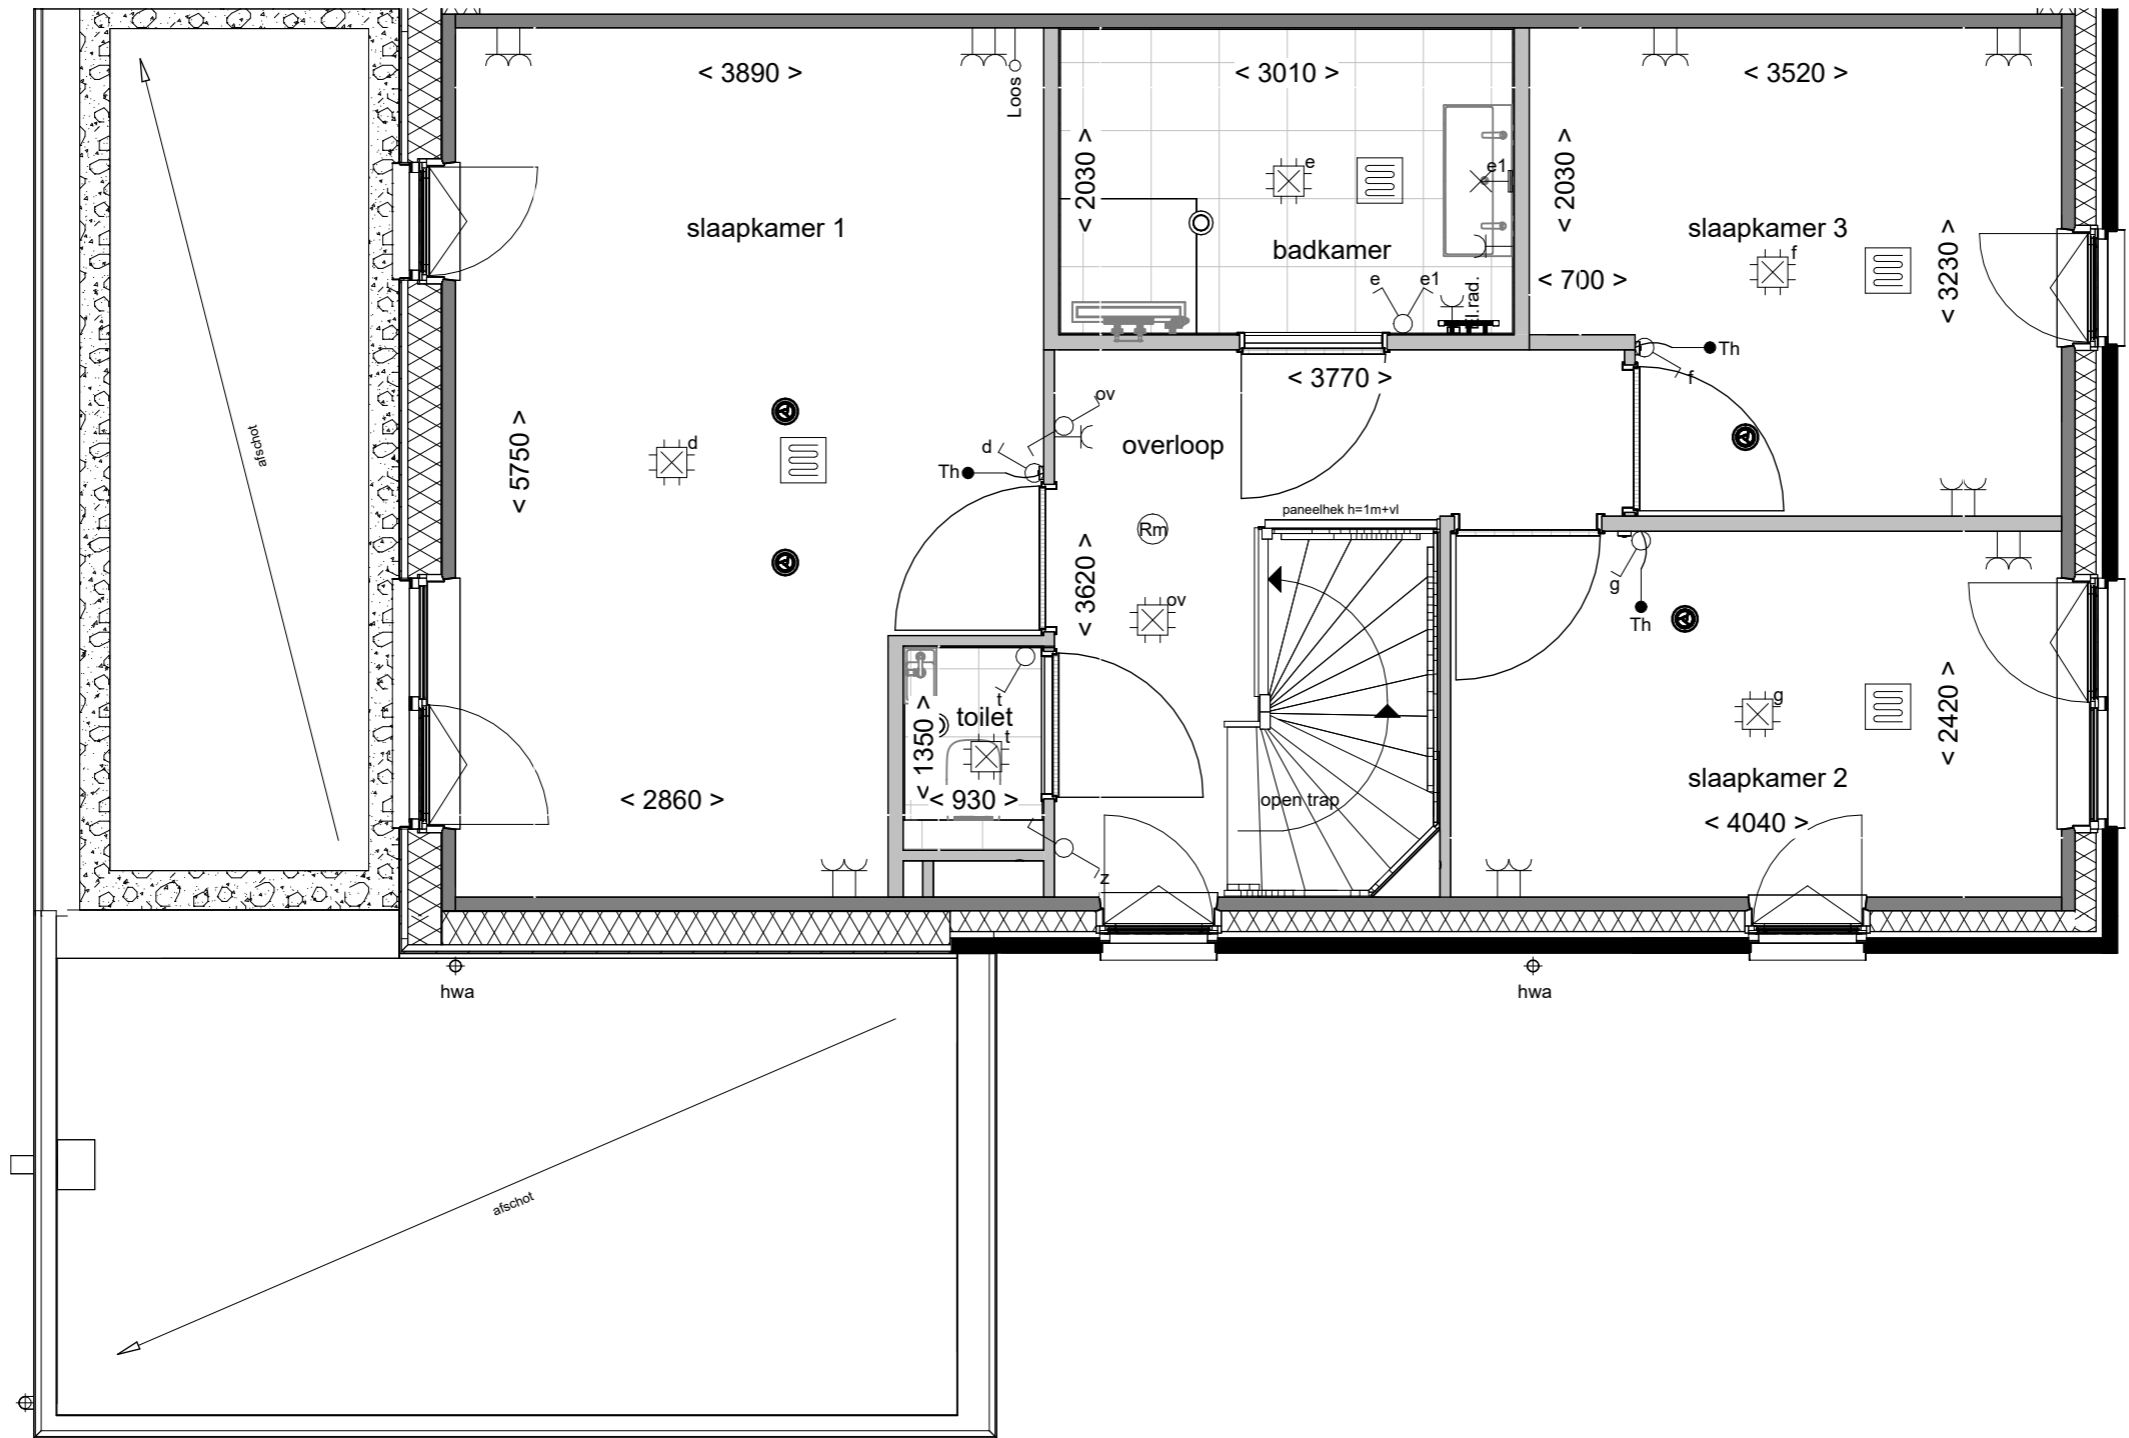 < 3890 >
< 3010 >
< 3520 >
Loos
< 2030 >
e
e1
< 2030 >
slaapkamer 1
badkamer
slaapkamer 3
f
< 700 >
< 3230 >
e
e1
El.rad.
Th
f
< 3770 >
ov
overloop
d
d
Th
< 5750 >
afschot
A
A
A
paneelhek h=1m+vl
Rm
< 3620 >
ov
g
Th
A
t
toilet
t
< 1350 >
< 930 >
< 2860 >
open trap
g
< 2420 >
slaapkamer 2
< 4040 >
z
hwa
hwa
afschot